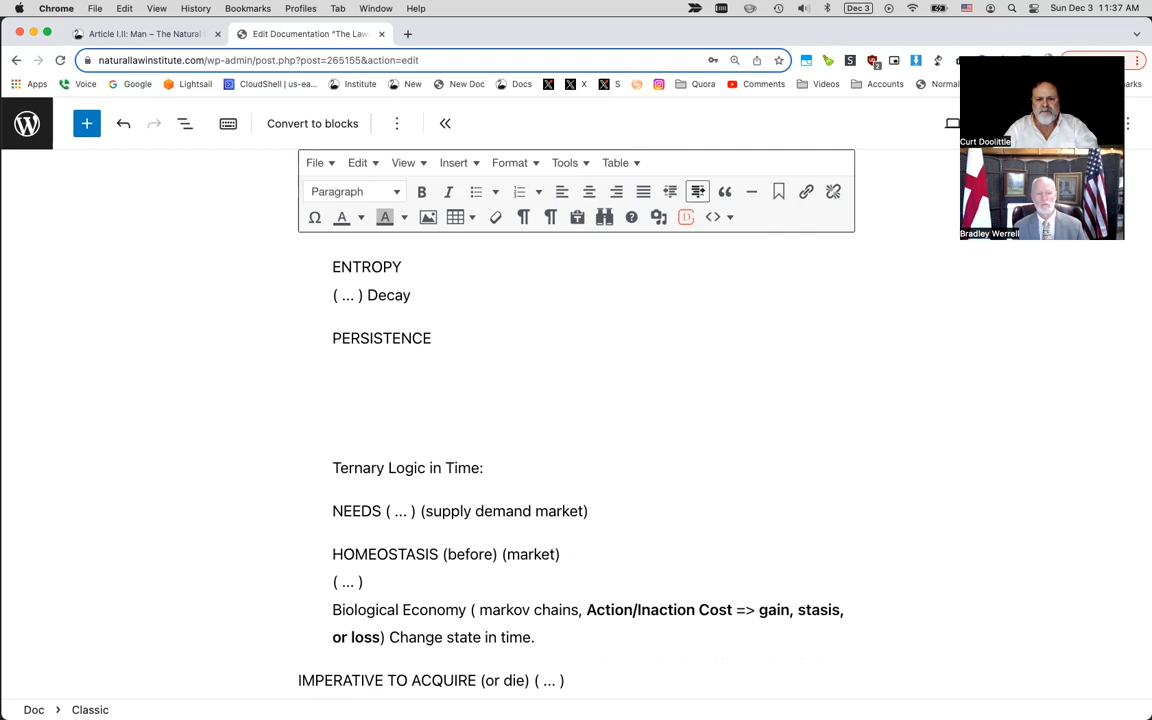 Chrome File Edit View History Bookmarks Profiles Tab Window Help Dec 3 Sun Dec 3 11:37 AM
Article I.II: Man – The Natural Edit Documentation “The Law
naturallawinstitute.com/wp-admin/post.php?post=265155&action=edit
Apps Voice Google Lightsail CloudShell | us-ea... Institute New New Doc Docs X S Quora Comments Videos Accounts Normal
Curt Doolittle
Bradley Werrell
Convert to blocks
File Edit View Insert Format Tools Table
Paragraph
ENTROPY
( ... ) Decay
PERSISTENCE
Ternary Logic in Time:
NEEDS ( ... ) (supply demand market)
HOMEOSTASIS (before) (market)
( ... )
Biological Economy ( markov chains, Action/Inaction Cost => gain, stasis,
or loss) Change state in time.
IMPERATIVE TO ACQUIRE (or die) ( ... )
Doc > Classic